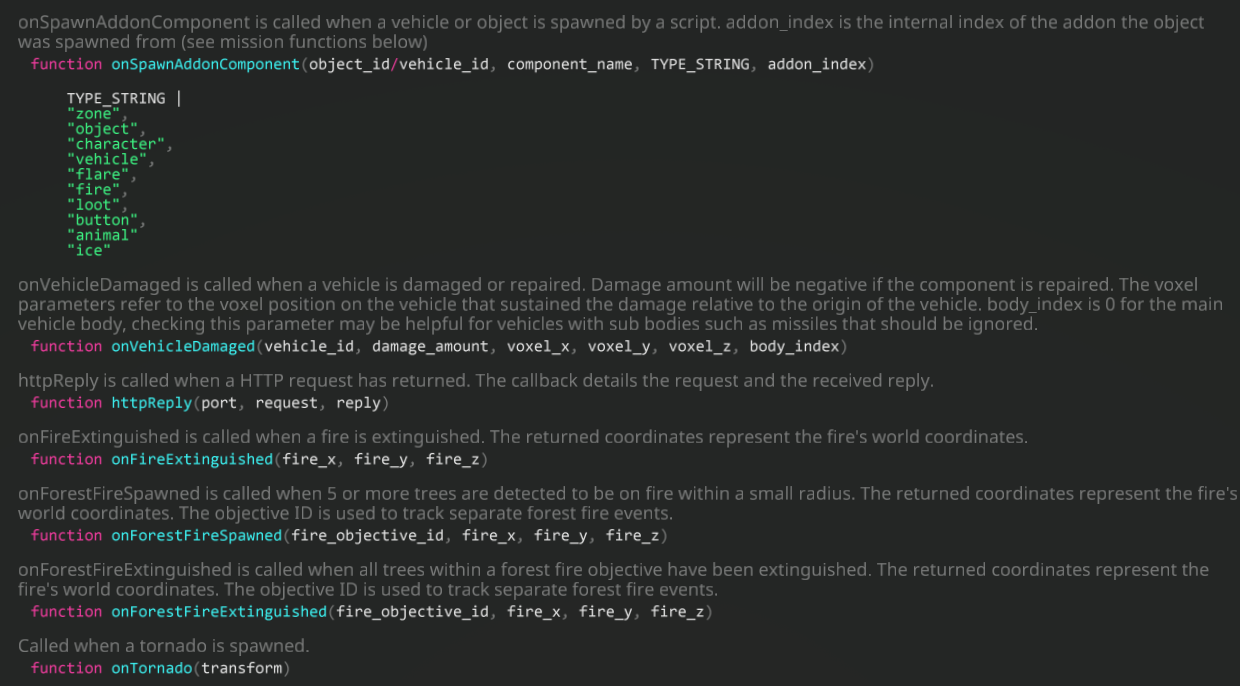 onSpawnAddonComponent is called when a vehicle or object is spawned by a script. addon_index is the internal index of the addon the object
was spawned from (see mission functions below)
function onSpawnAddonComponent(object_id/vehicle_id, component_name, TYPE_STRING, addon_index)
TYPE_STRING |
"zone",
"object",
"character",
"vehicle",
"flare",
"fire",
"loot",
"button",
"animal"
"ice"
onVehicleDamaged is called when a vehicle is damaged or repaired. Damage amount will be negative if the component is repaired. The voxel
parameters refer to the voxel position on the vehicle that sustained the damage relative to the origin of the vehicle. body_index is 0 for the main
vehicle body, checking this parameter may be helpful for vehicles with sub bodies such as missiles that should be ignored.
function onVehicleDamaged(vehicle_id, damage_amount, voxel_x, voxel_y, voxel_z, body_index)
httpReply is called when a HTTP request has returned. The callback details the request and the received reply.
function httpReply(port, request, reply)
onFireExtinguished is called when a fire is extinguished. The returned coordinates represent the fire's world coordinates.
function onFireExtinguished(fire_x, fire_y, fire_z)
onForestFireSpawned is called when 5 or more trees are detected to be on fire within a small radius. The returned coordinates represent the fire's
world coordinates. The objective ID is used to track separate forest fire events.
function onForestFireSpawned(fire_objective_id, fire_x, fire_y, fire_z)
onForestFireExtinguished is called when all trees within a forest fire objective have been extinguished. The returned coordinates represent the
fire's world coordinates. The objective ID is used to track separate forest fire events.
function onForestFireExtinguished(fire_objective_id, fire_x, fire_y, fire_z)
Called when a tornado is spawned.
function onTornado(transform)